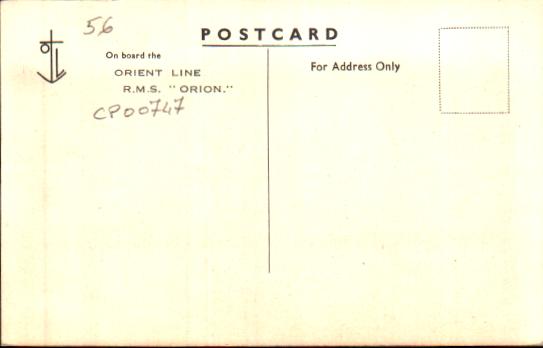 56
POSTCARD
On board the
ORIENT LINE
R.M.S. "ORION."
CP00747
For Address Only